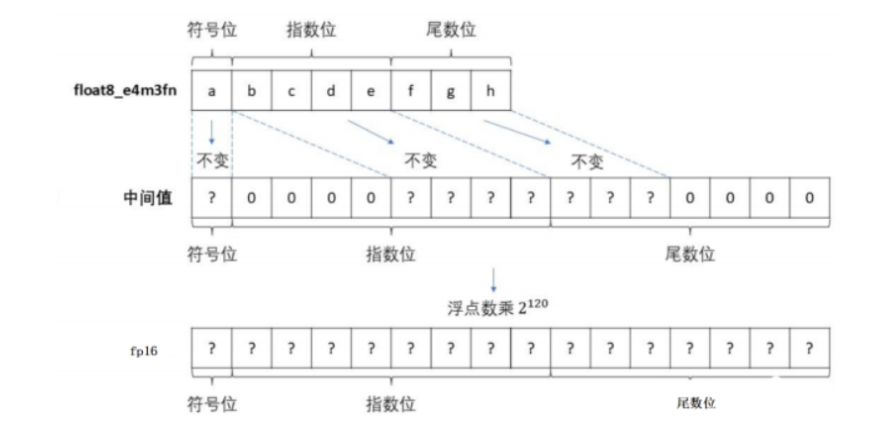 符号位 指数位 尾数位
float8_e4m3fn a b c d e f g h
不变 不变 不变
中间值 ? 0 0 0 0 ? ? ? ? ? ? ? 0 0 0 0
符号位 指数位 尾数位
浮点数乘 2^120
fp16 ? ? ? ? ? ? ? ? ? ? ? ? ? ? ? ?
符号位 指数位 尾数位